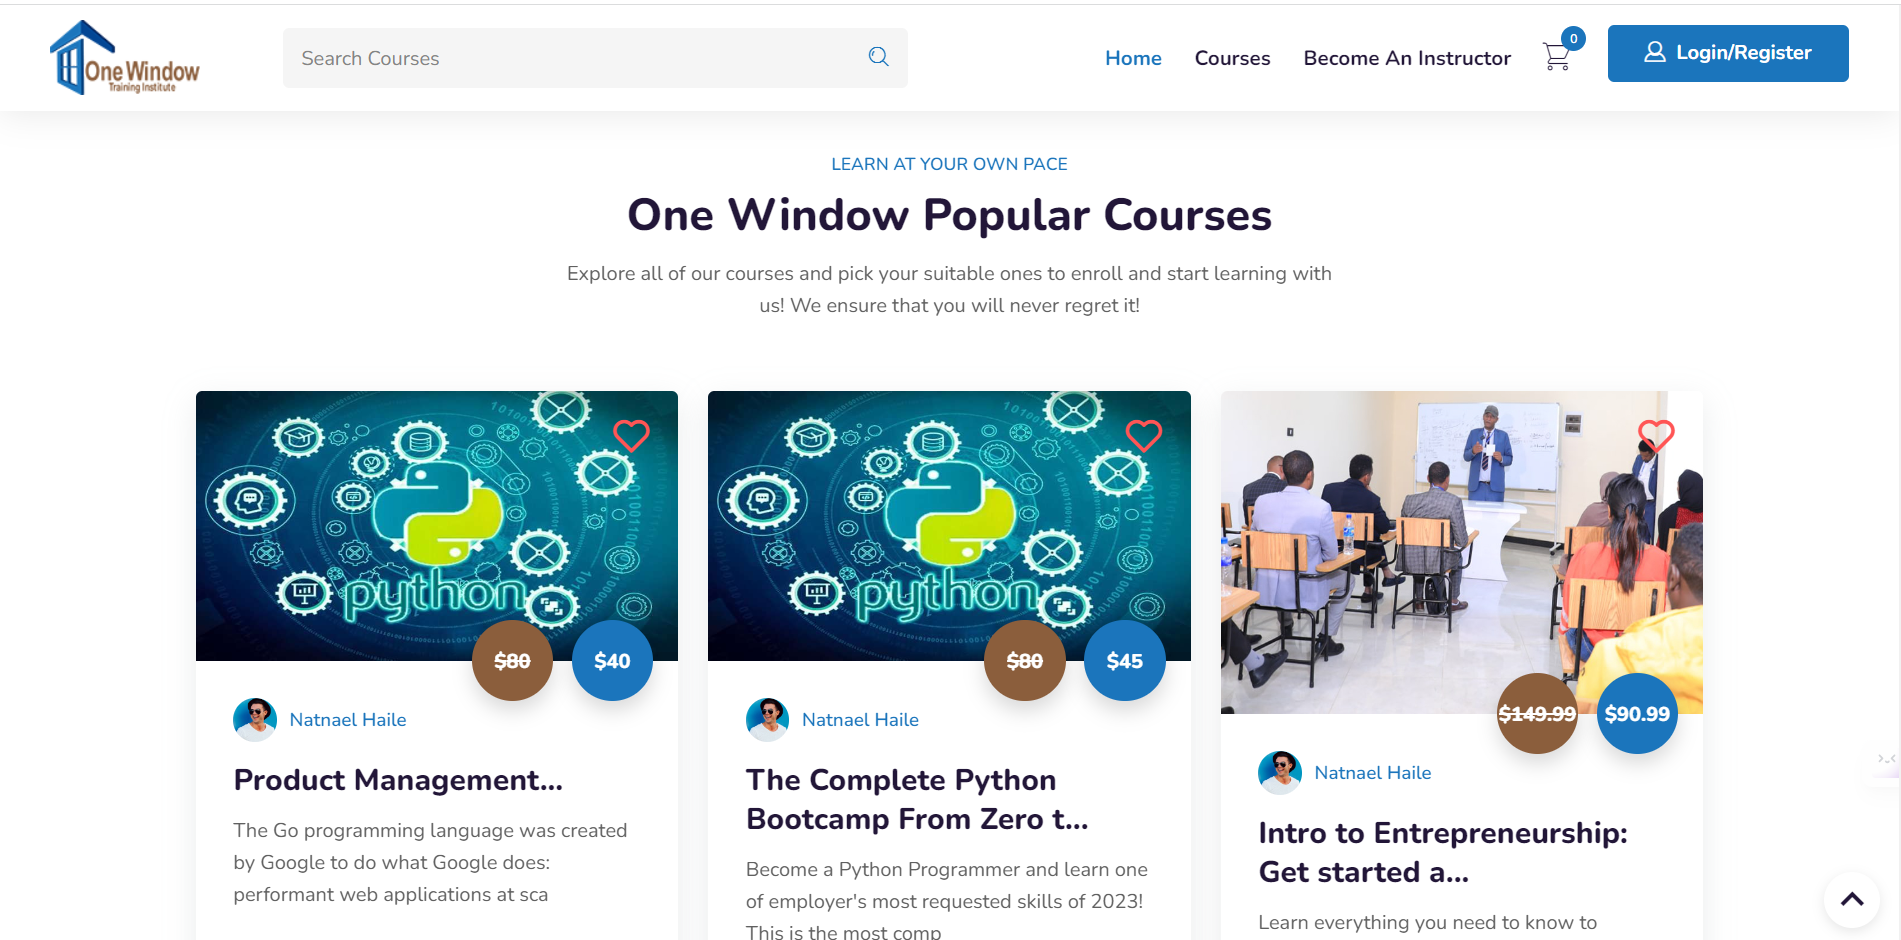 One Window
Training Institute
Search Courses
Home
Courses
Become An Instructor
0
Login/Register
LEARN AT YOUR OWN PACE
One Window Popular Courses
Explore all of our courses and pick your suitable ones to enroll and start learning with
us! We ensure that you will never regret it!
python
$80
$40
Natnael Haile
Product Management...
The Go programming language was created
by Google to do what Google does:
performant web applications at sca
python
$80
$45
Natnael Haile
The Complete Python
Bootcamp From Zero t...
Become a Python Programmer and learn one
of employer's most requested skills of 2023!
This is the most comp
$149.99
$90.99
Natnael Haile
Intro to Entrepreneurship:
Get started a...
Learn everything you need to know to